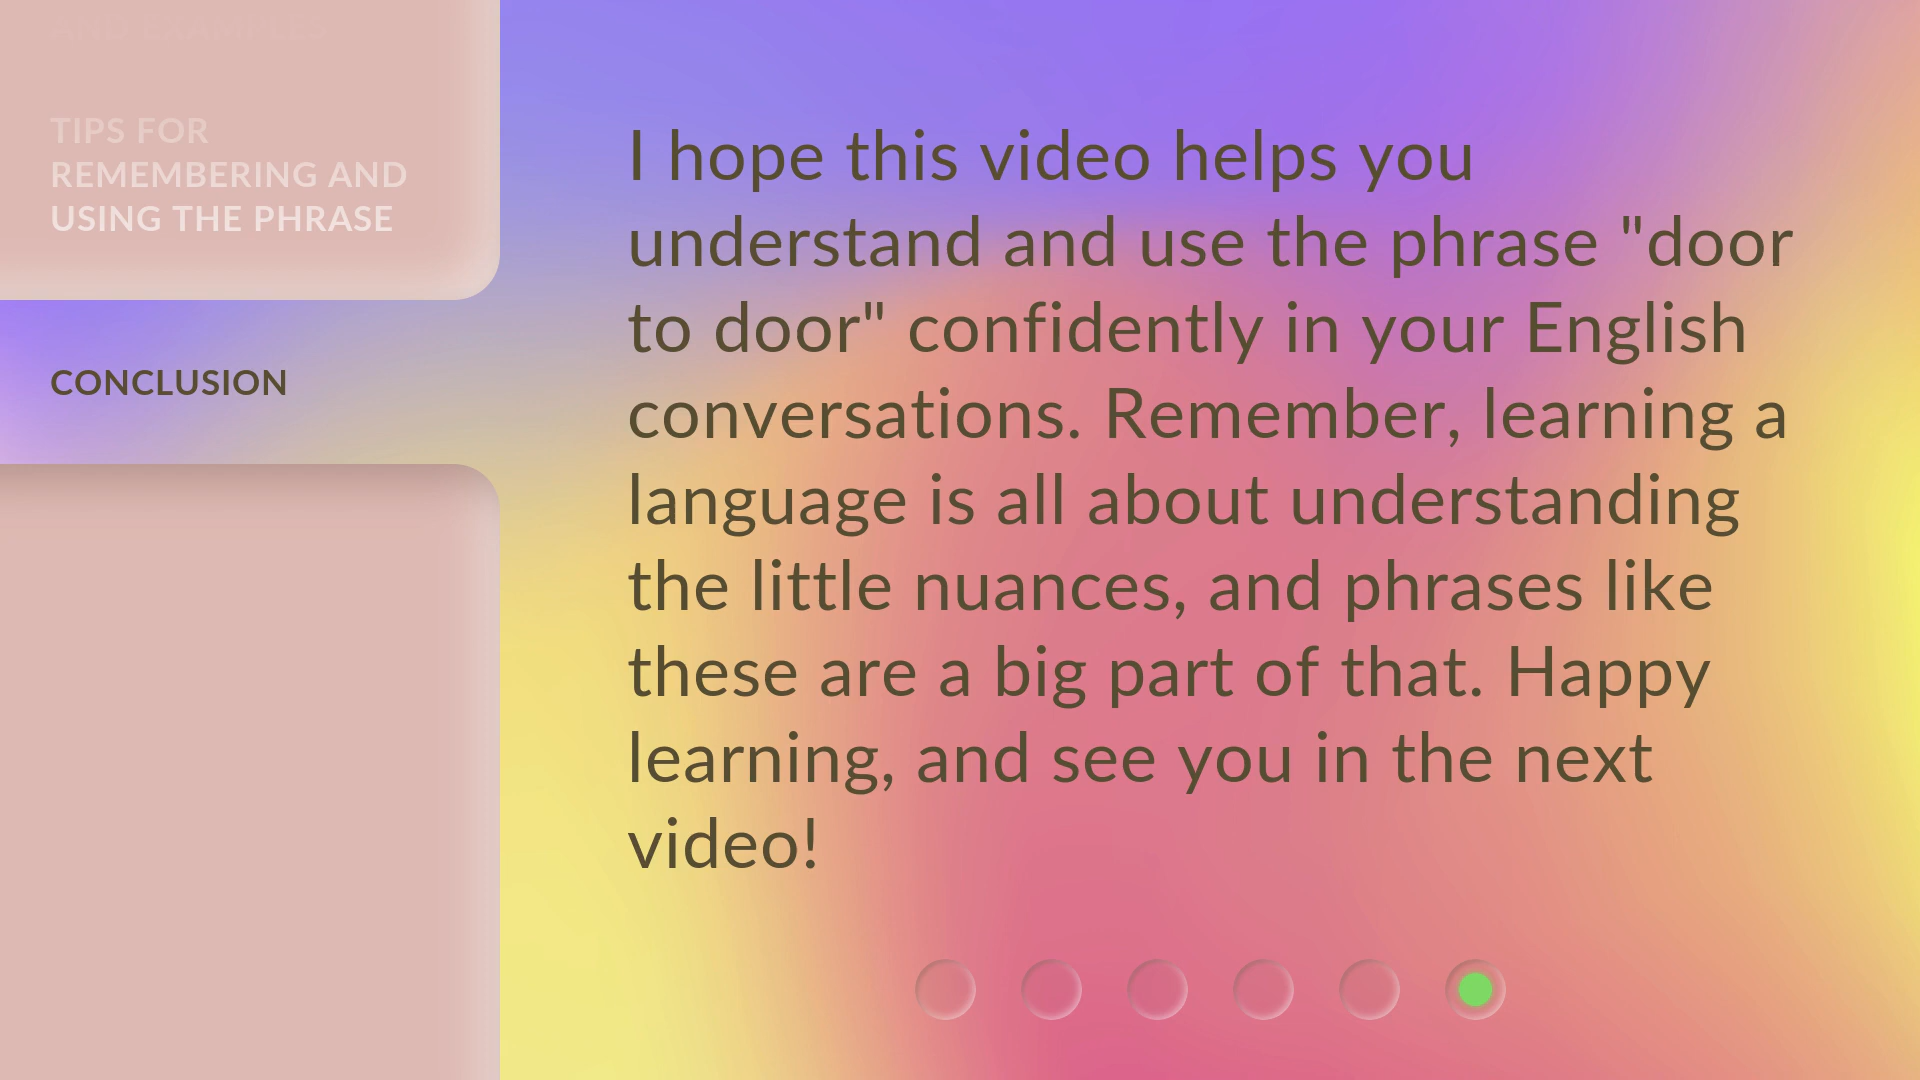 AND EXAMPLES
TIPS FOR
REMEMBERING AND
USING THE PHRASE
CONCLUSION
I hope this video helps you
understand and use the phrase "door
to door" confidently in your English
conversations. Remember, learning a
language is all about understanding
the little nuances, and phrases like
these are a big part of that. Happy
learning, and see you in the next
video!